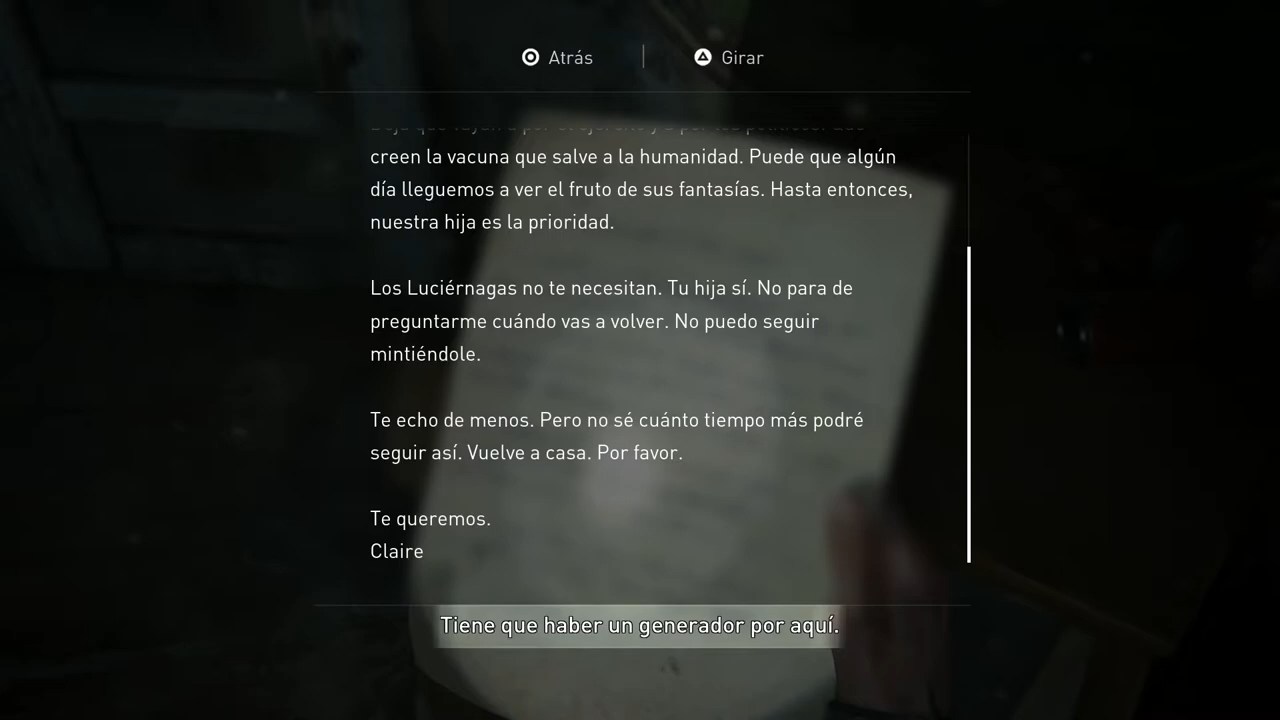 Atrás
Girar
creen la vacuna que salve a la humanidad. Puede que algún
día lleguemos a ver el fruto de sus fantasías. Hasta entonces,
nuestra hija es la prioridad.
Los Luciérnagas no te necesitan. Tu hija sí. No para de
preguntarme cuándo vas a volver. No puedo seguir
mintiéndole.
Te echo de menos. Pero no sé cuánto tiempo más podré
seguir así. Vuelve a casa. Por favor.
Te queremos.
Claire
Tiene que haber un generador por aquí.